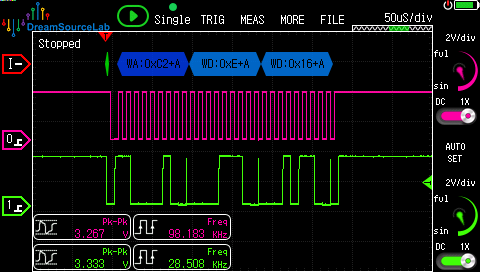 DreamSourceLab
Single TRIG MEAS MORE FILE 50uS/div
Stopped
2V/div
I- WA:0xC2+A WD:0xE+A WD:0x16+A
ful
sin
DC 1X
0
AUTO
SET
2V/div
1
ful
sin
DC 1X
Pk-Pk 3.267 V
Freq 98.183 KHz
Pk-Pk 3.333 V
Freq 28.508 KHz